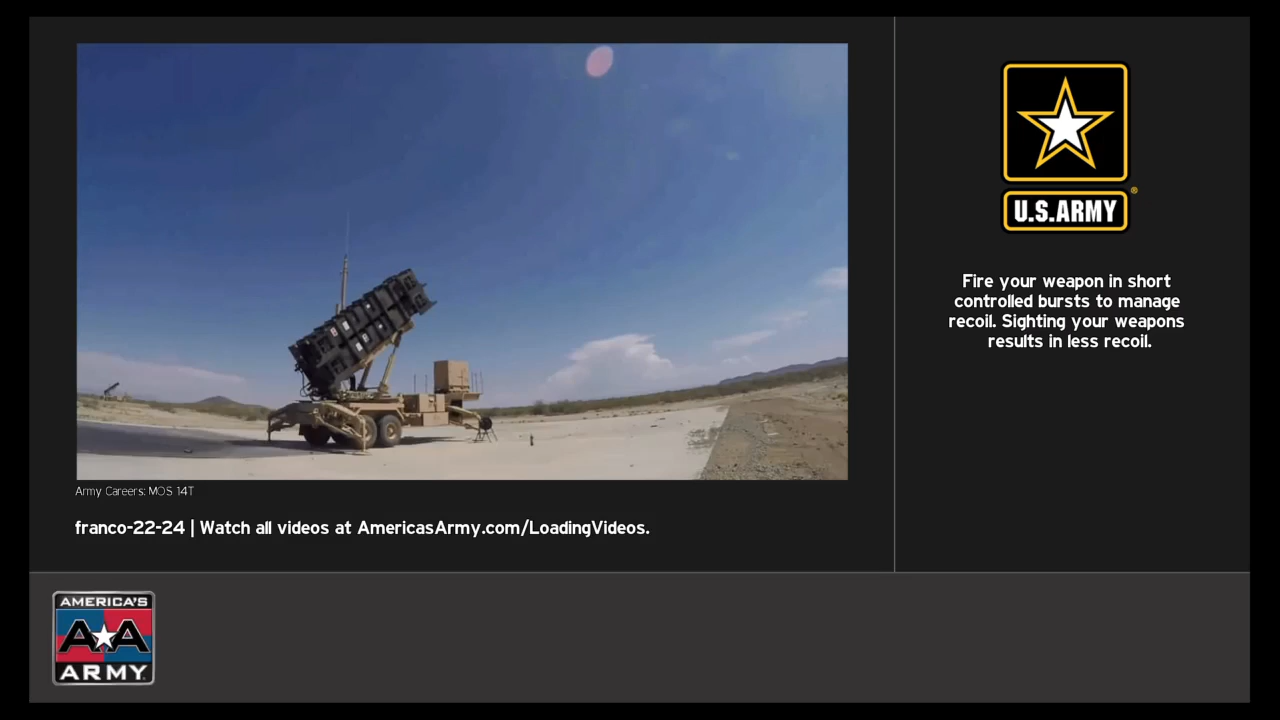 Army Careers: MOS 14T
franco-22-24 | Watch all videos at AmericasArmy.com/LoadingVideos.
U.S.ARMY
®
Fire your weapon in short
controlled bursts to manage
recoil. Sighting your weapons
results in less recoil.
AMERICA'S
AA
ARMY